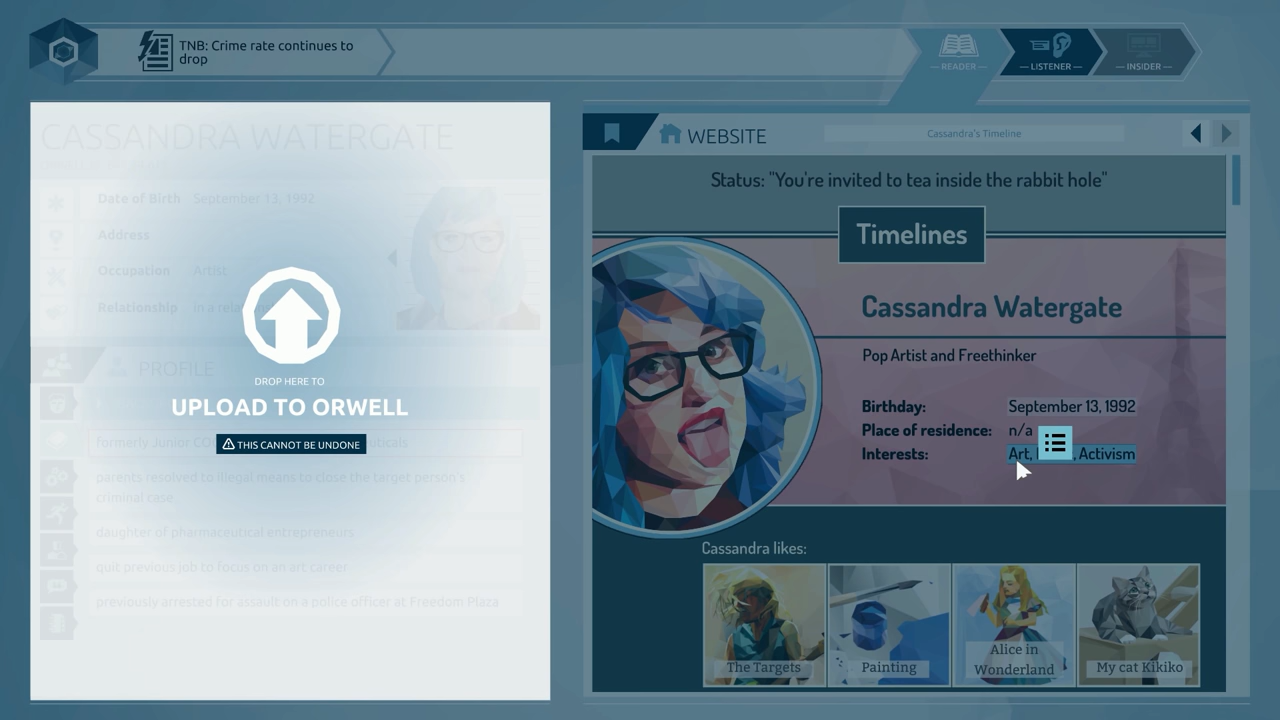 TNB: Crime rate continues to
drop
— READER —
— LISTENER —
— INSIDER —
CASSANDRA WATERGATE
Date of Birth September 13, 1992
Address
Occupation Artist
Relationship in a rela
PROFILE
DROP HERE TO
UPLOAD TO ORWELL
THIS CANNOT BE UNDONE
formerly Junior
parents resolved to illegal means to close the target person's
criminal case
daughter of pharmaceutical entrepreneurs
quit previous job to focus on an art career
previously arrested for assault on a police officer at Freedom Plaza
WEBSITE
Cassandra's Timeline
Status: "You're invited to tea inside the rabbit hole"
Timelines
Cassandra Watergate
Pop Artist and Freethinker
Birthday: September 13, 1992
Place of residence: n/a
Interests: Art, , Activism
Cassandra likes:
The Targets
Painting
Alice in
Wonderland
My cat Kikiko